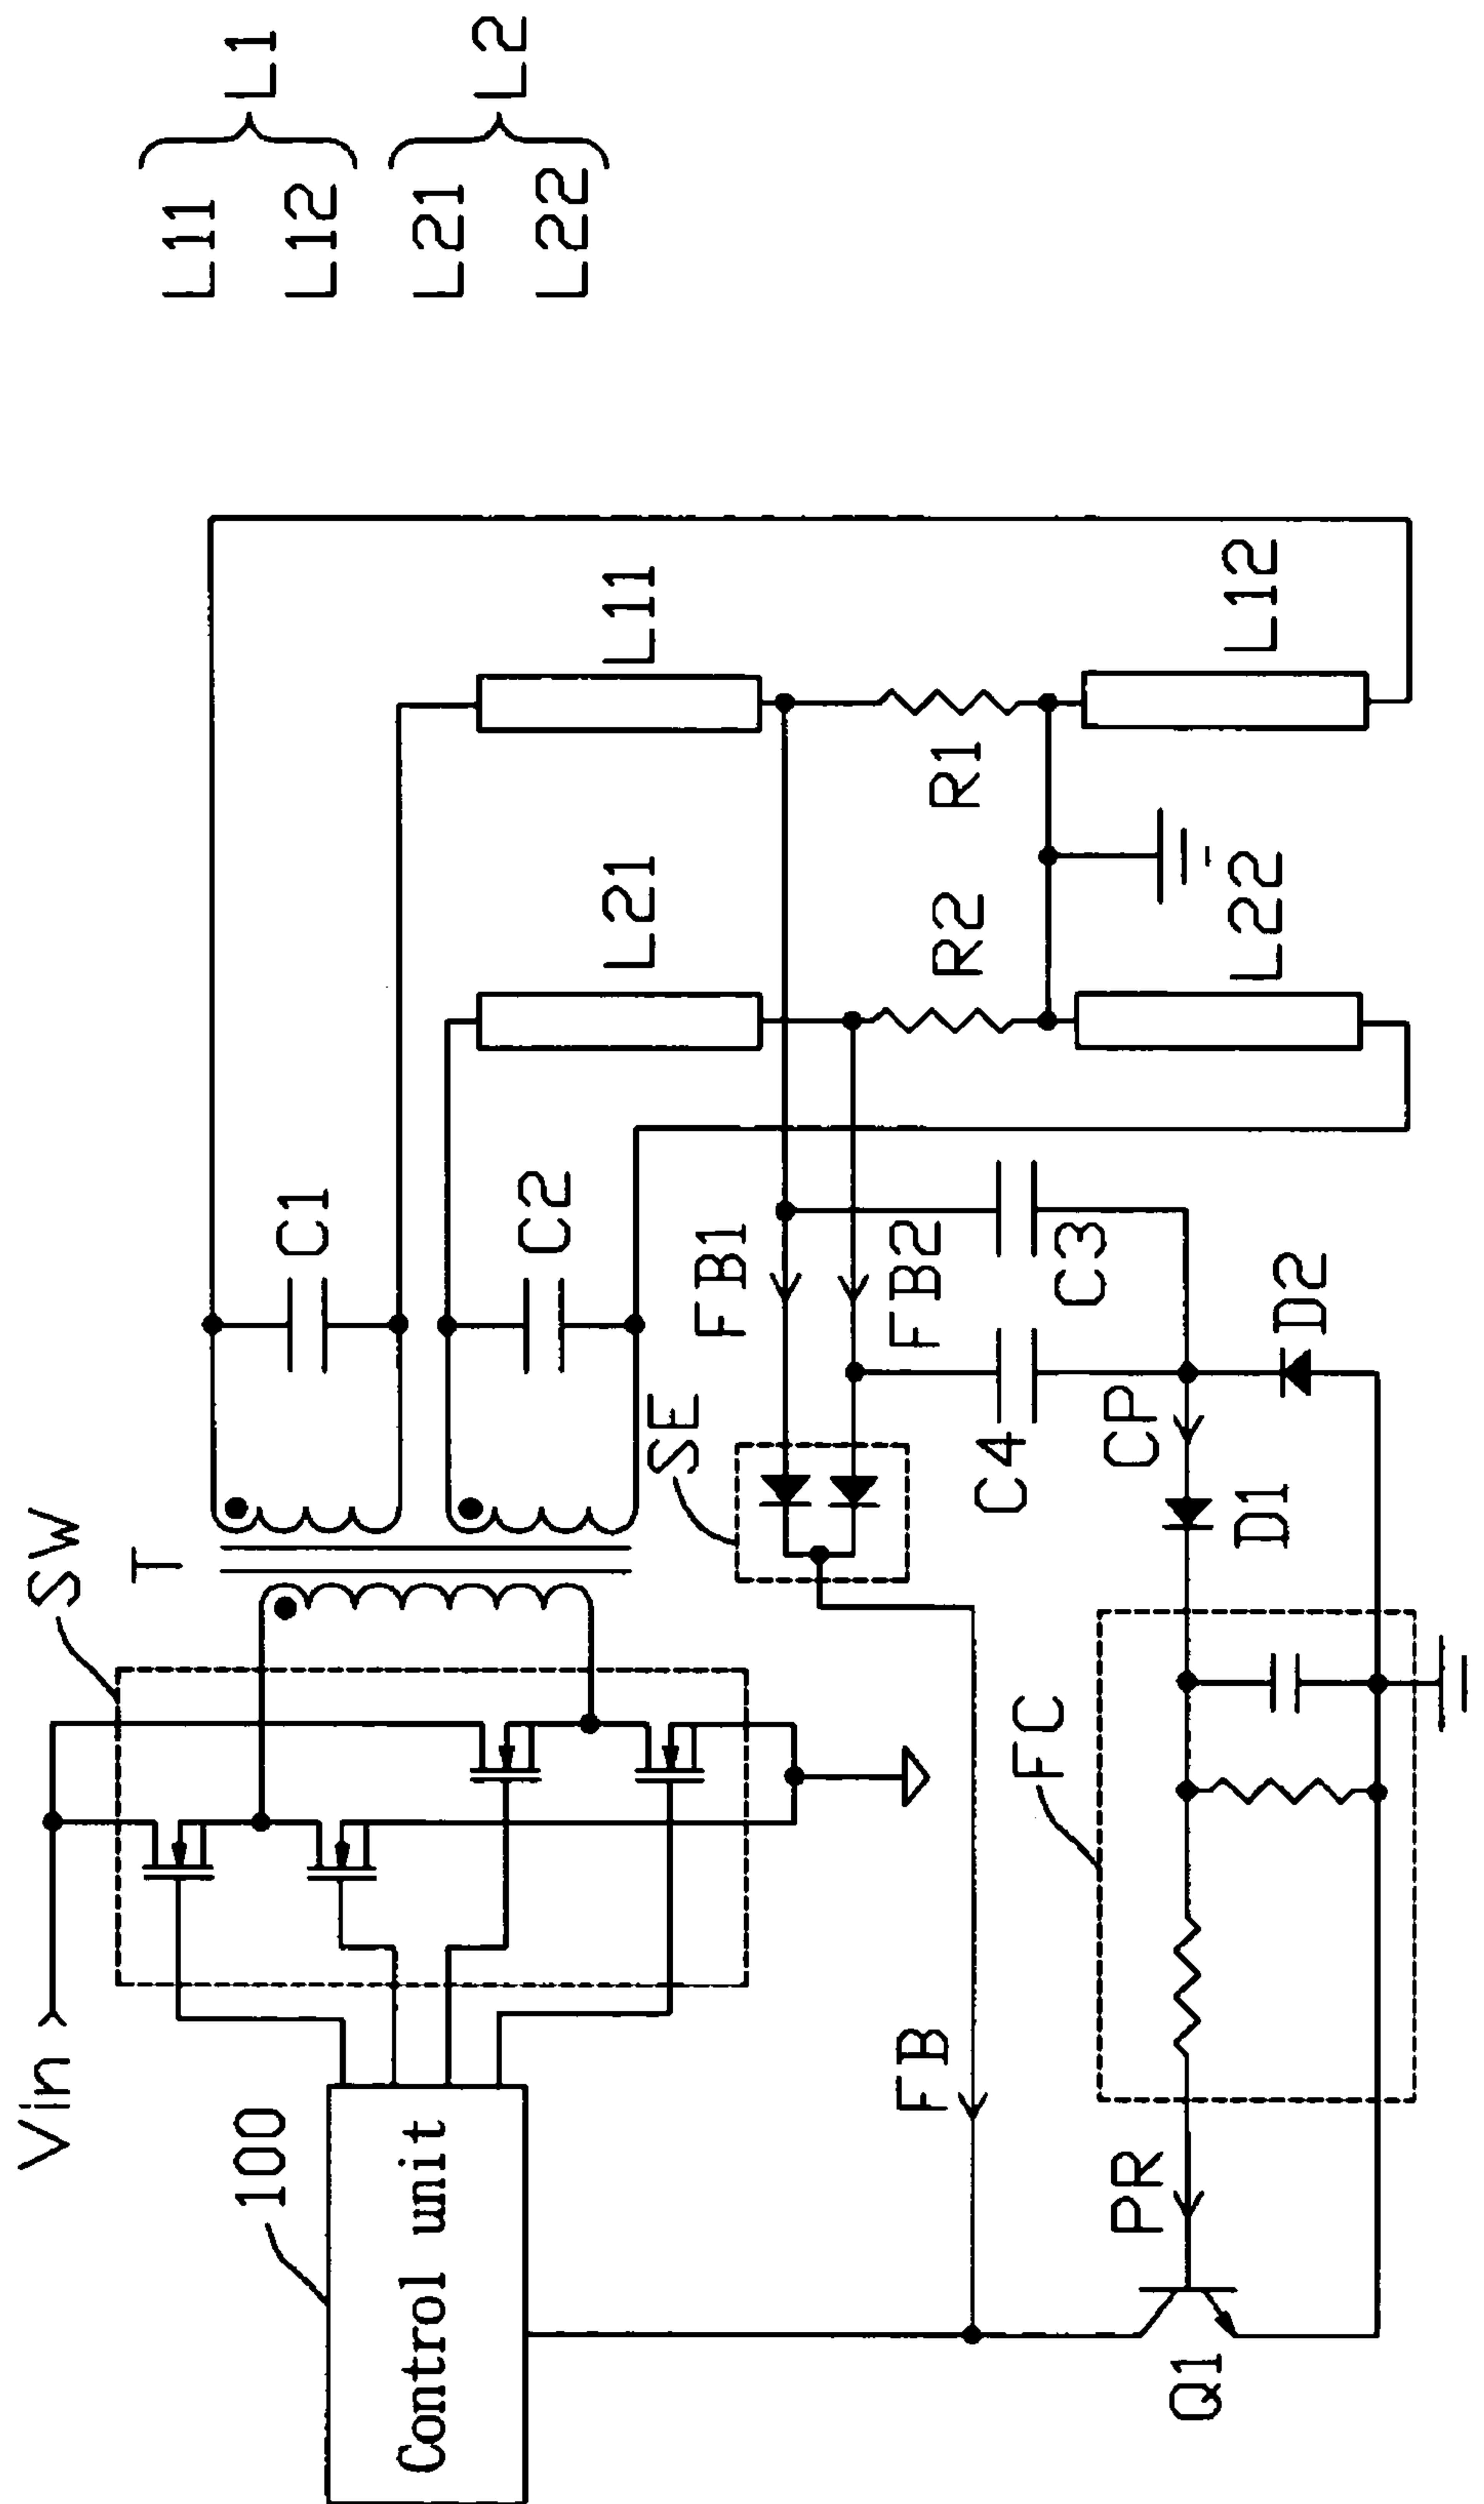 Vin
SW
100
Control unit
T
C1
C2
L11
L12
L1
L21
L22
L2
L21
L11
SE
FB1
FB2
R2
R1
FB
C4
C3
FC
CP
PR
D1
D2
Q1
L22
L12